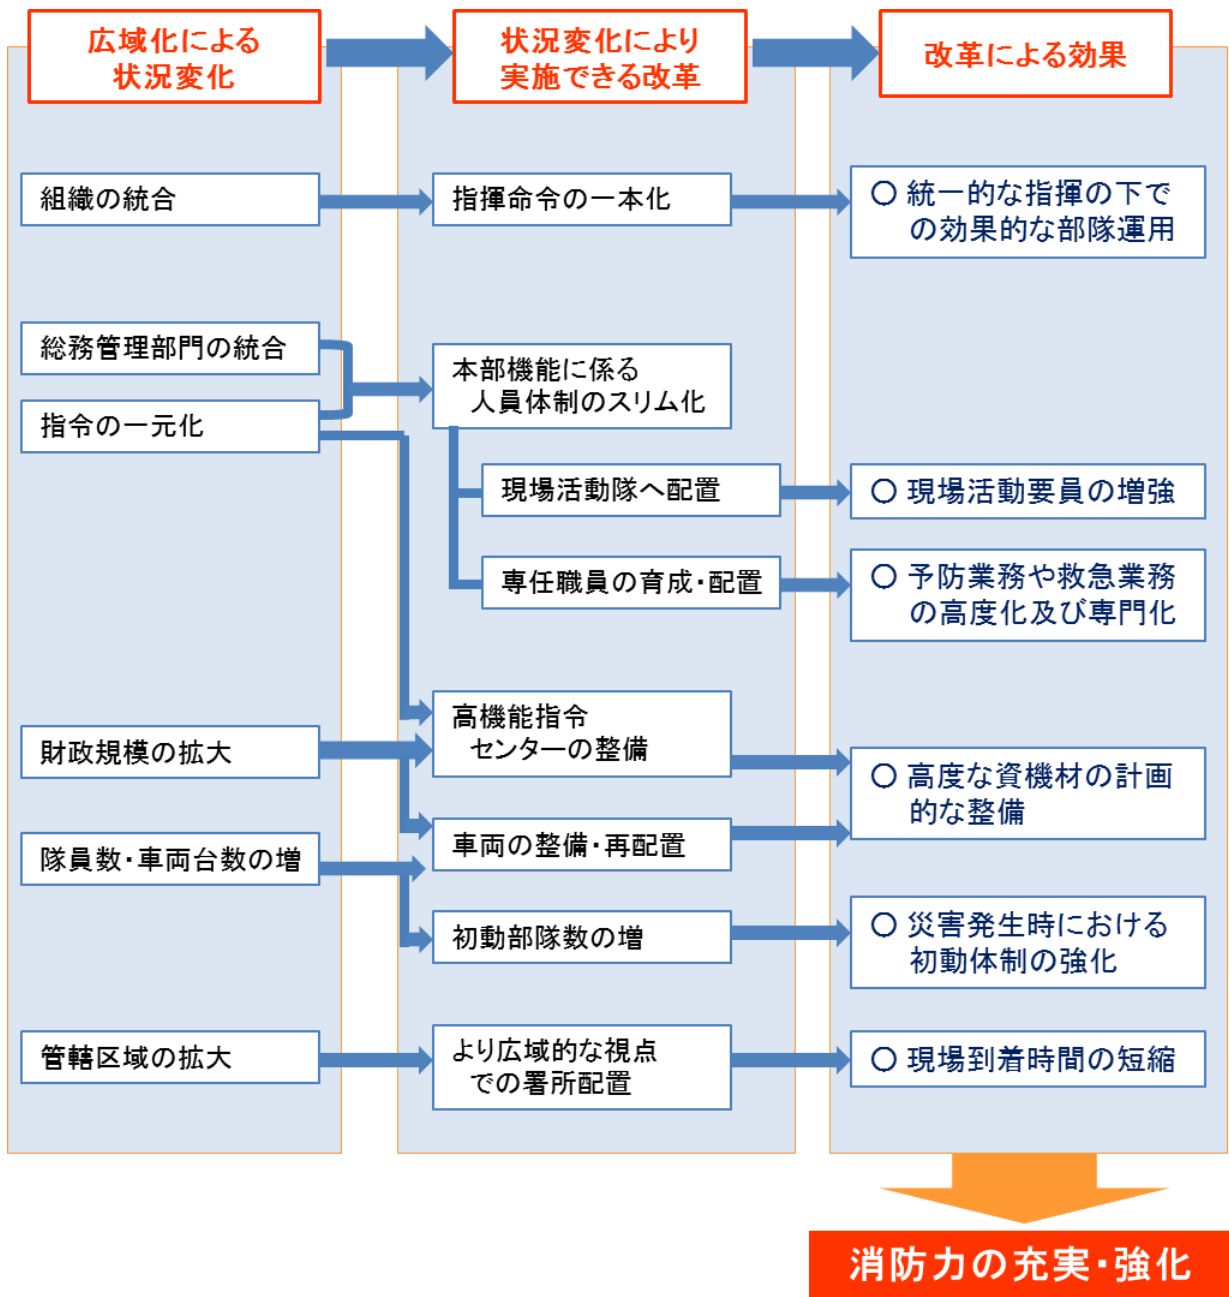 広域化による
状況変化
状況変化により
実施できる改革
改革による効果
組織の統合
指揮命令の一本化
〇 統一的な指揮の下で
の効果的な部隊運用
総務管理部門の統合
指令の一元化
本部機能に係る
人員体制のスリム化
現場活動隊へ配置
〇 現場活動要員の増強
専任職員の育成・配置
〇 予防業務や救急業務
の高度化及び専門化
財政規模の拡大
高機能指令
センターの整備
〇 高度な資機材の計画
的な整備
隊員数・車両台数の増
車両の整備・再配置
初動部隊数の増
〇 災害発生時における
初動体制の強化
管轄区域の拡大
より広域的な視点
での署所配置
〇 現場到着時間の短縮
消防力の充実・強化